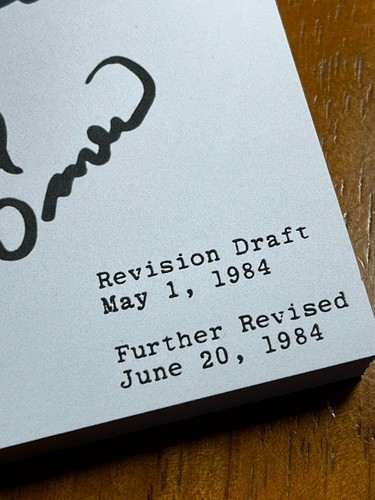 Revision Draft
May 1, 1984
Further Revised
June 20, 1984